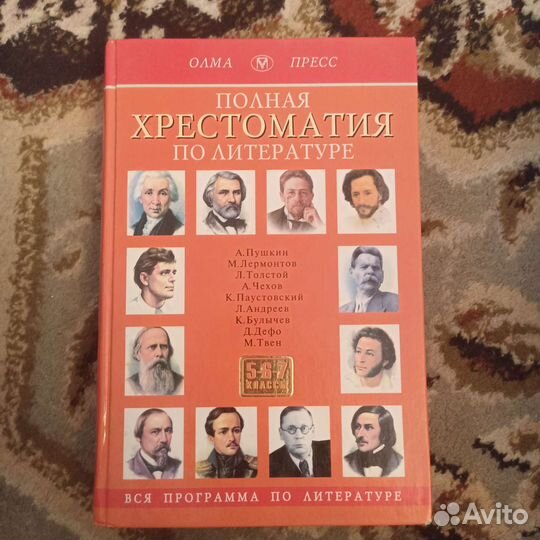 ОЛМА М ПРЕСС
ПОЛНАЯ
ХРЕСТОМАТИЯ
ПО ЛИТЕРАТУРЕ
А.Пушкин
М.Лермонтов
Л.Толстой
А.Чехов
К.Паустовский
Л.Андреев
К.Булычев
Д.Дефо
М.Твен
5-6-7
КЛАССЫ
ВСЯ ПРОГРАММА ПО ЛИТЕРАТУРЕ
Avito